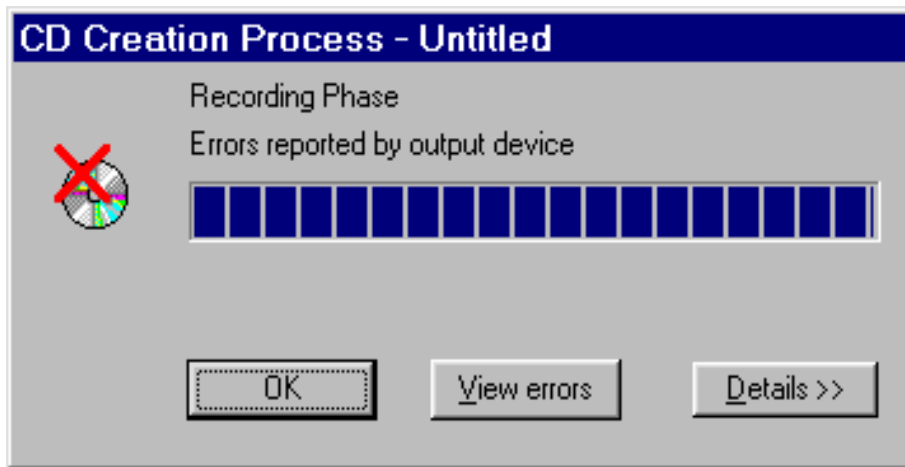 CD Creation Process - Untitled
Recording Phase
Errors reported by output device
OK
View errors
Details >>